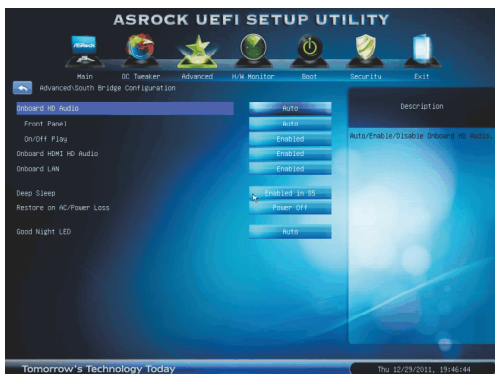 ASROCK UEFI SETUP UTILITY
ASRock
Main OC Tweaker Advanced H/W Monitor Boot Security Exit
Advanced\South Bridge Configuration
Description
Onboard HD Audio Auto
Front Panel Auto
On/Off Play Enabled
Onboard HDMI HD Audio Enabled
Onboard LAN Enabled
Deep Sleep Enabled in S5
Restore on AC/Power Loss Power Off
Good Night LED Auto
Auto/Enable/Disable Onboard HD Audio.
Tomorrow's Technology Today Thu 12/29/2011, 19:46:44